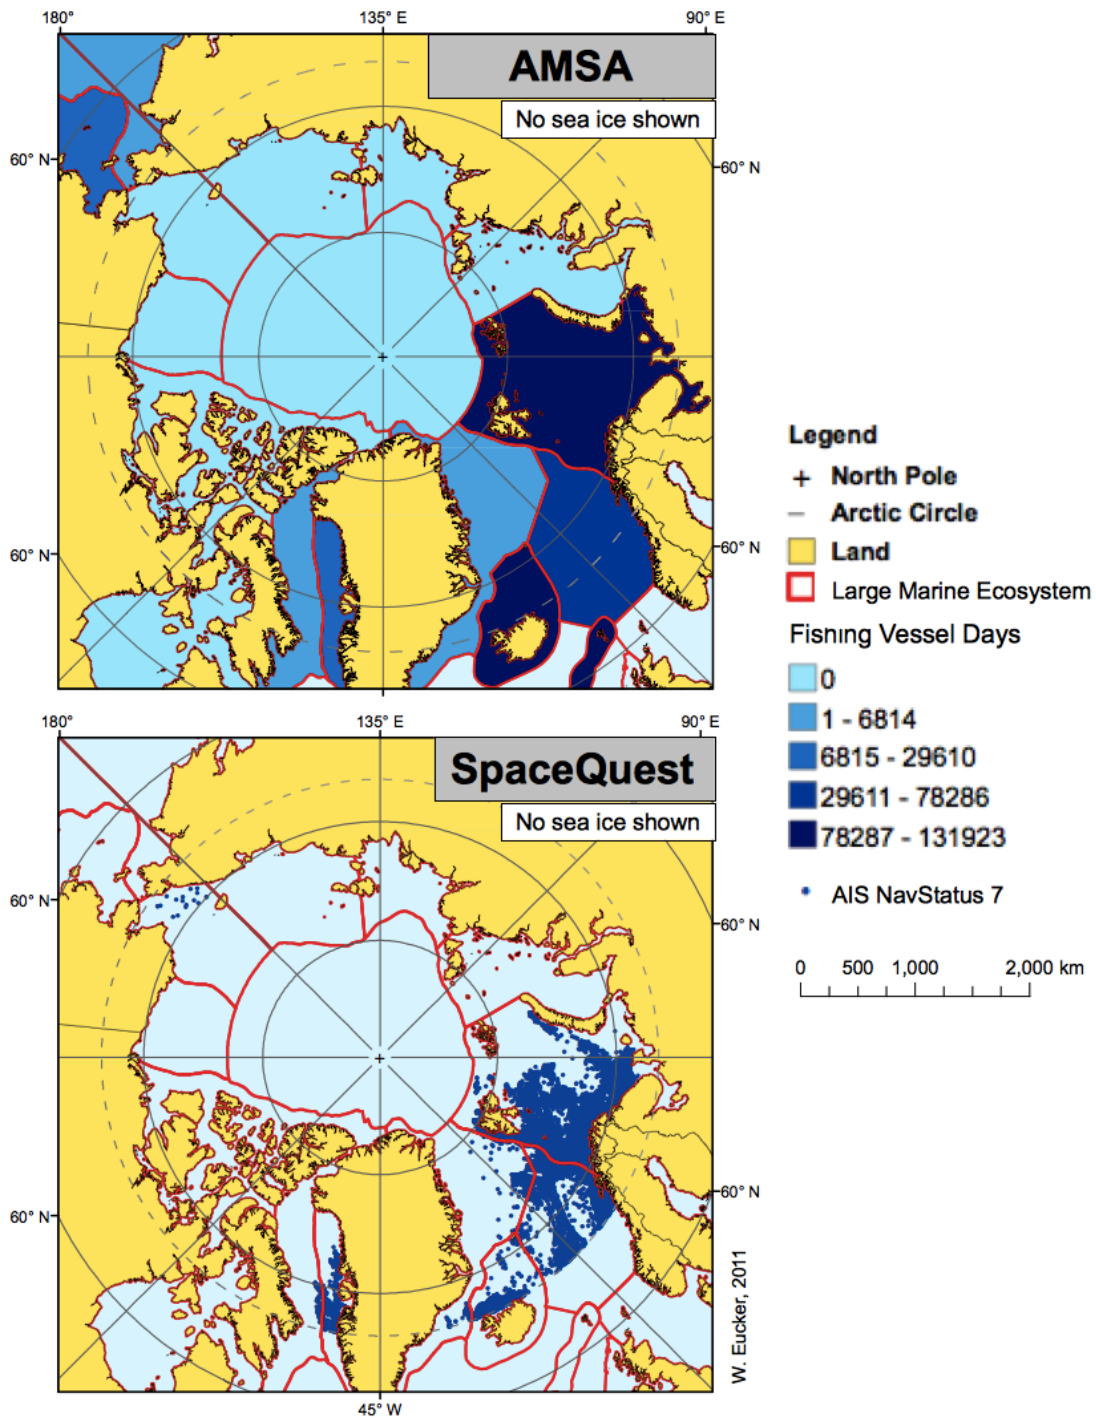 180°
135° E
90° E
AMSA
No sea ice shown
60° N
60° N
60° N
60° N
180°
135° E
90° E
SpaceQuest
No sea ice shown
60° N
60° N
60° N
60° N
45° W
W. Eucker, 2011
Legend
North Pole
Arctic Circle
Land
Large Marine Ecosystem
Fishing Vessel Days
0
1 - 6814
6815 - 29610
29611 - 78286
78287 - 131923
AIS NavStatus 7
0 500 1,000 2,000 km